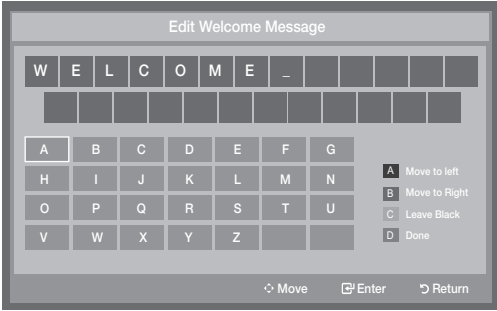 Edit Welcome Message
W E L C O M E _
A B C D E F G
H I J K L M N
O P Q R S T U
V W X Y Z
A Move to left
B Move to Right
C Leave Black
D Done
Move Enter Return